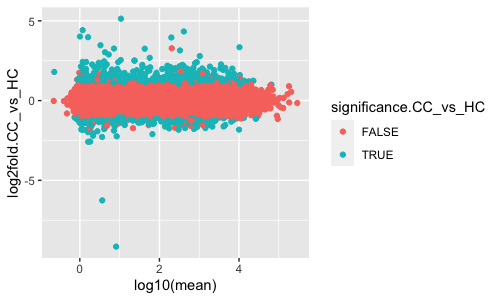 5
0
-5
log2fold.CC_vs_HC
0
2
4
log10(mean)
significance.CC_vs_HC
FALSE
TRUE